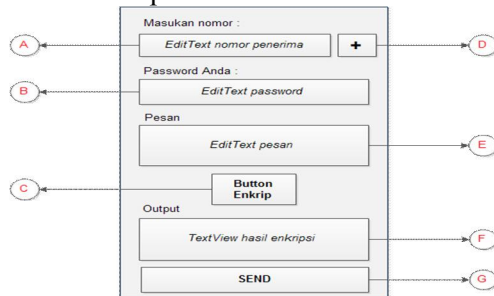 Masukan nomor :
A
EditText nomor penerima
+
D
Password Anda :
B
EditText password
Pesan
EditText pesan
E
C
Button
Enkrip
Output
TextView hasil enkripsi
F
SEND
G